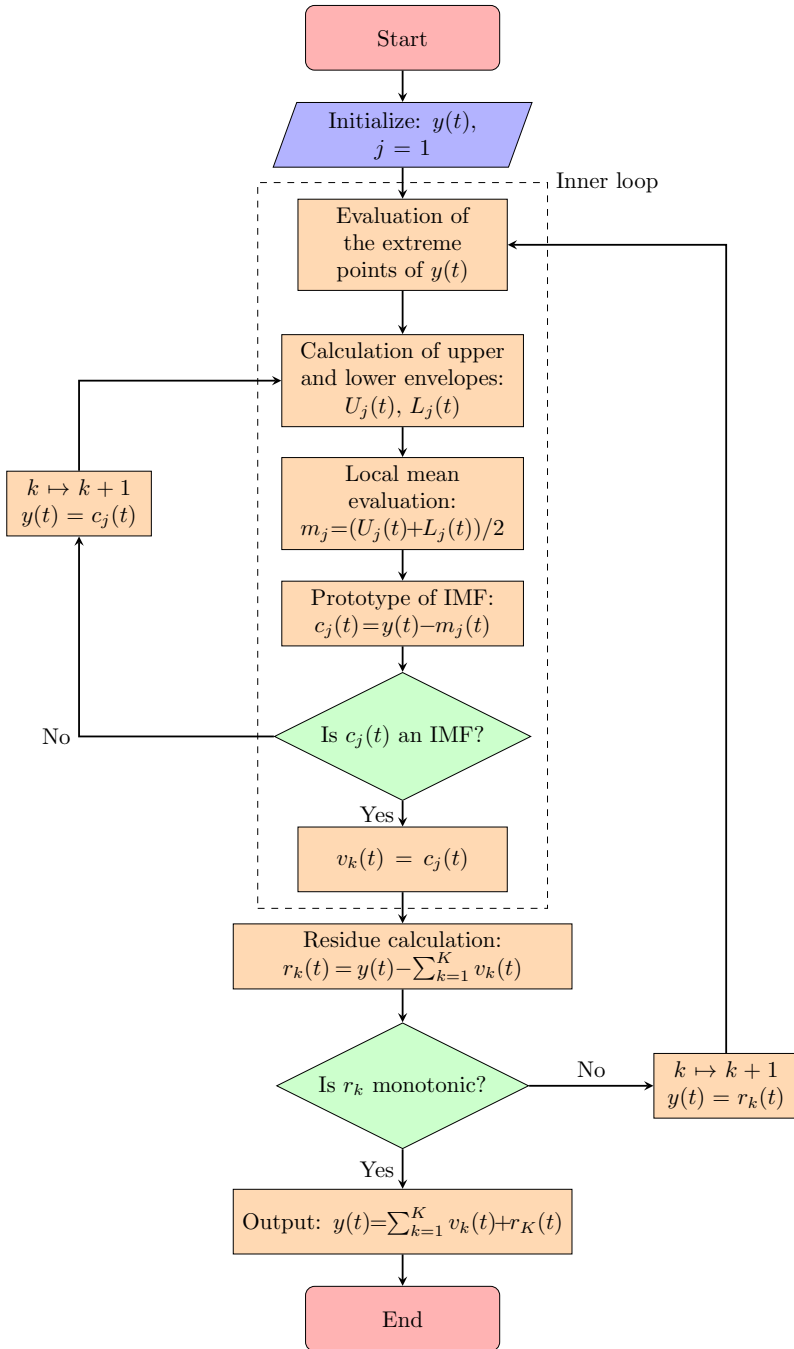 Start
Initialize: y(t),
j = 1
Inner loop
Evaluation of
the extreme
points of y(t)
Calculation of upper
and lower envelopes:
U_j(t), L_j(t)
Local mean
evaluation:
m_j=(U_j(t)+L_j(t))/2
k ↦ k + 1
y(t) = c_j(t)
Prototype of IMF:
c_j(t)=y(t)−m_j(t)
Is c_j(t) an IMF?
No
Yes
v_k(t) = c_j(t)
Residue calculation:
r_k(t) = y(t)−∑_{k=1}^{K} v_k(t)
Is r_k monotonic?
No
k ↦ k + 1
y(t) = r_k(t)
Yes
Output: y(t)=∑_{k=1}^{K} v_k(t)+r_K(t)
End